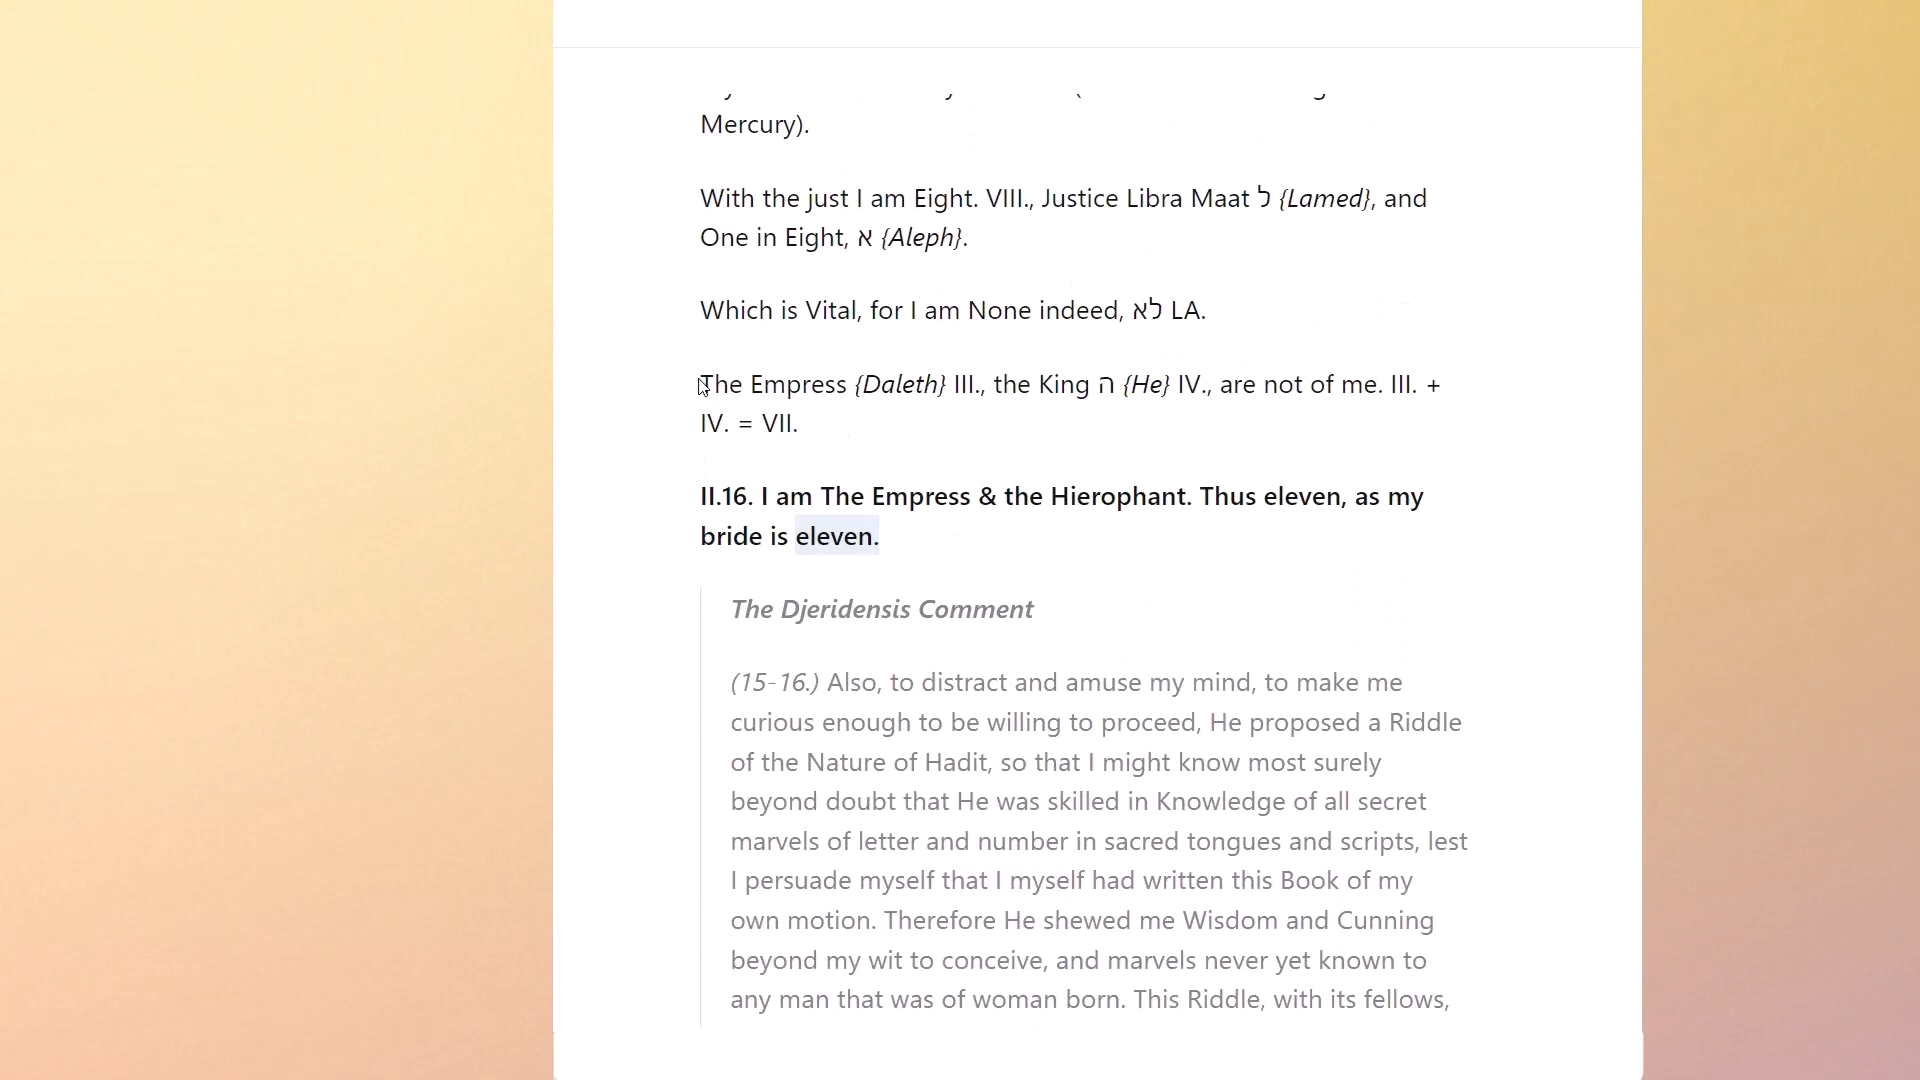 Mercury).
With the just I am Eight. VIII., Justice Libra Maat ל {Lamed}, and
One in Eight, א {Aleph}.
Which is Vital, for I am None indeed, לא LA.
The Empress {Daleth} III., the King ה {He} IV., are not of me. III. +
IV. = VII.
II.16. I am The Empress & the Hierophant. Thus eleven, as my
bride is eleven.
The Djeridensis Comment
(15-16.) Also, to distract and amuse my mind, to make me
curious enough to be willing to proceed, He proposed a Riddle
of the Nature of Hadit, so that I might know most surely
beyond doubt that He was skilled in Knowledge of all secret
marvels of letter and number in sacred tongues and scripts, lest
I persuade myself that I myself had written this Book of my
own motion. Therefore He shewed me Wisdom and Cunning
beyond my wit to conceive, and marvels never yet known to
any man that was of woman born. This Riddle, with its fellows,